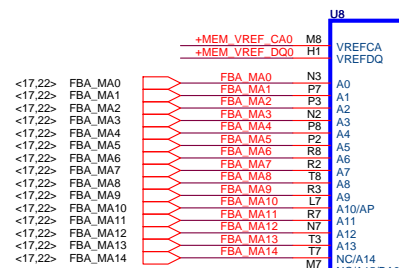 U8
+MEM_VREF_CA0 M8 VREFCA
+MEM_VREF_DQ0 H1 VREFDQ
<17,22> FBA_MA0 FBA_MA0 N3 A0
<17,22> FBA_MA1 FBA_MA1 P7 A1
<17,22> FBA_MA2 FBA_MA2 P3 A2
<17,22> FBA_MA3 FBA_MA3 N2 A3
<17,22> FBA_MA4 FBA_MA4 P8 A4
<17,22> FBA_MA5 FBA_MA5 P2 A5
<17,22> FBA_MA6 FBA_MA6 R8 A6
<17,22> FBA_MA7 FBA_MA7 R2 A7
<17,22> FBA_MA8 FBA_MA8 T8 A8
<17,22> FBA_MA9 FBA_MA9 R3 A9
<17,22> FBA_MA10 FBA_MA10 L7 A10/AP
<17,22> FBA_MA11 FBA_MA11 R7 A11
<17,22> FBA_MA12 FBA_MA12 N7 A12
<17,22> FBA_MA13 FBA_MA13 T3 A13
<17,22> FBA_MA14 FBA_MA14 T7 NC/A14
M7